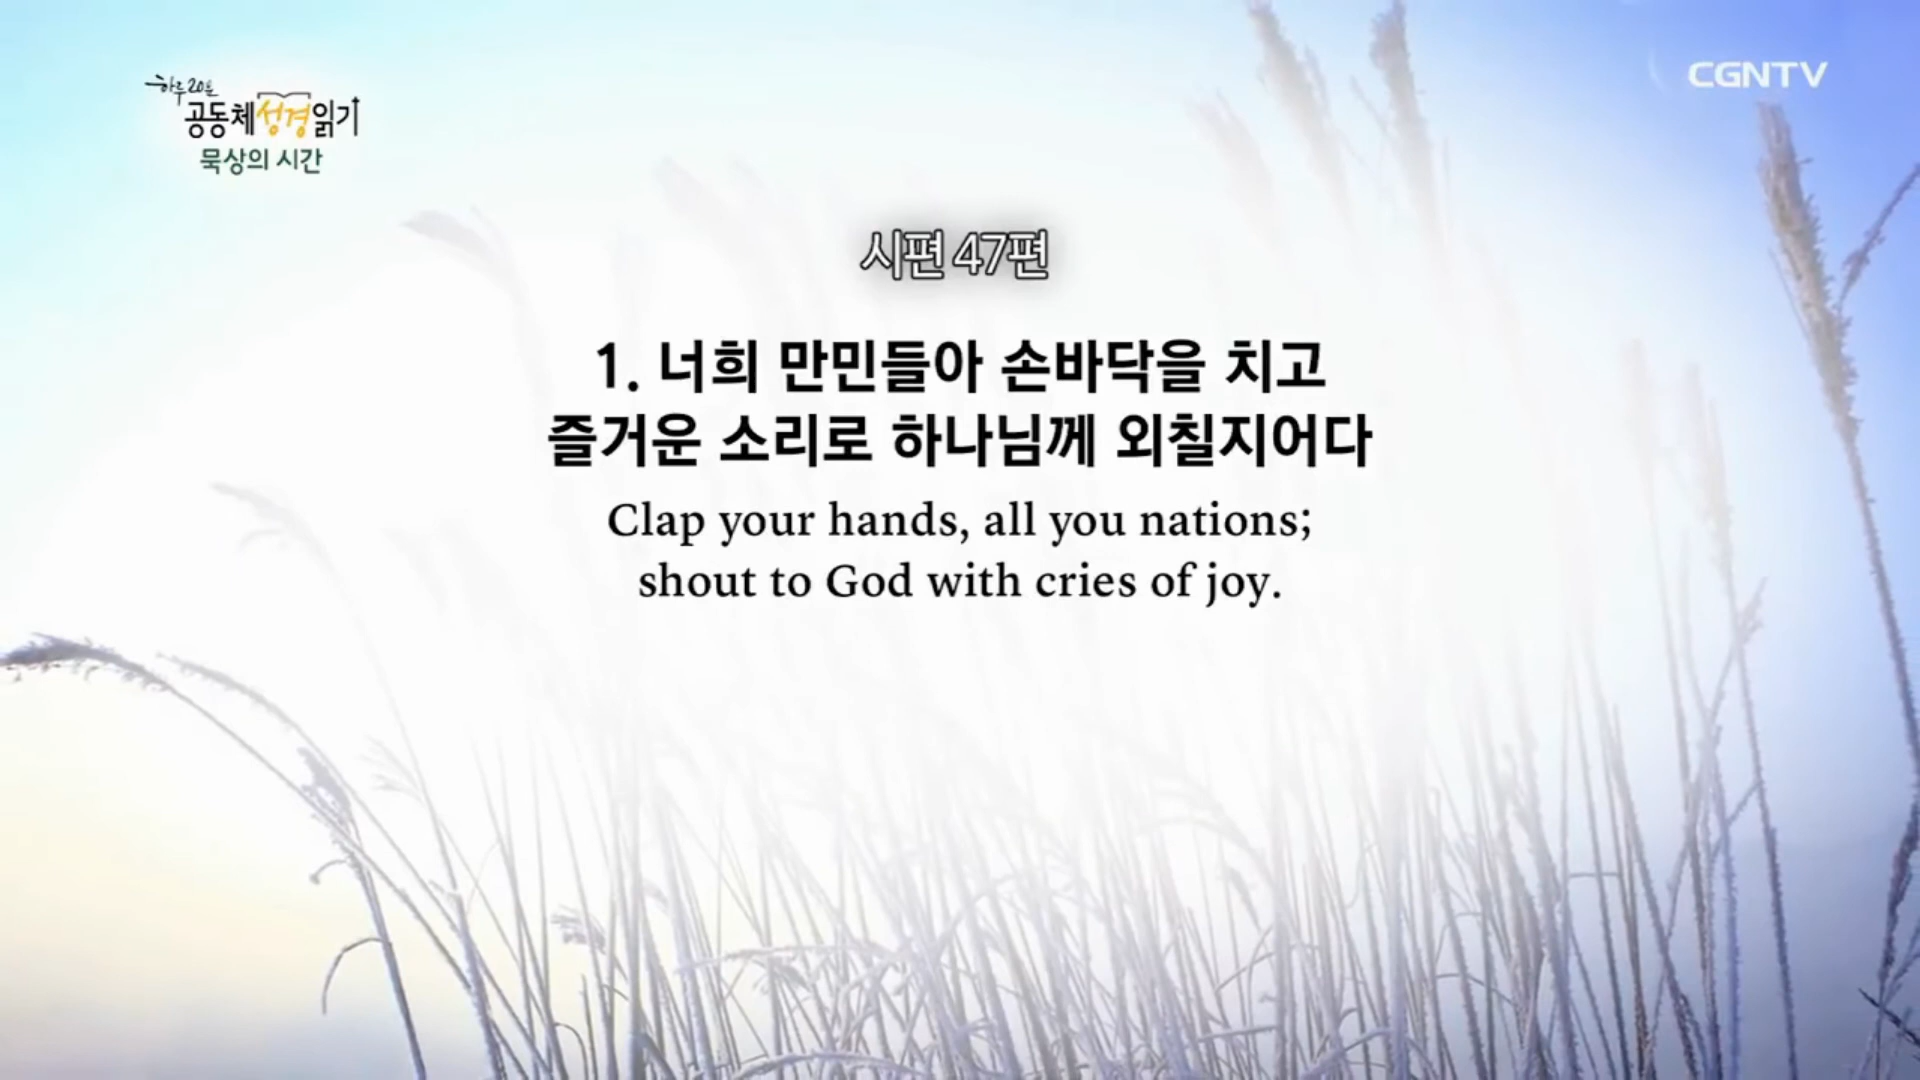 하루 20분
공동체성경읽기
묵상의 시간
CGNTV
시편 47편
1. 너희 만민들아 손바닥을 치고
즐거운 소리로 하나님께 외칠지어다
Clap your hands, all you nations;
shout to God with cries of joy.